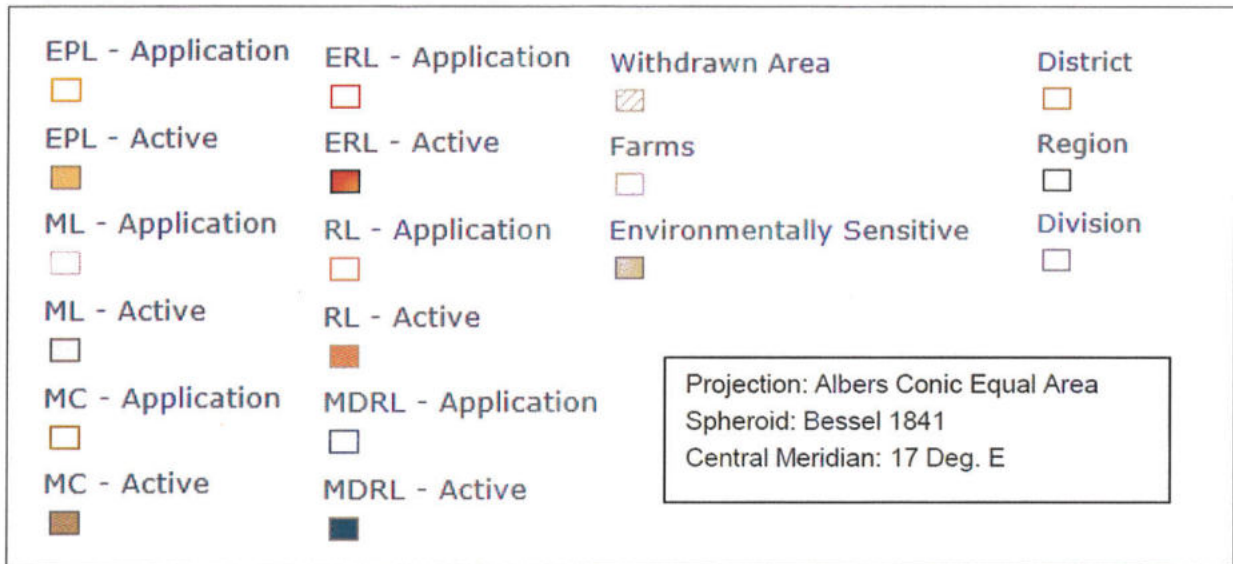 EPL - Application
EPL - Active
ML - Application
ML - Active
MC - Application
MC - Active
ERL - Application
ERL - Active
RL - Application
RL - Active
MDRL - Application
MDRL - Active
Withdrawn Area
Farms
Environmentally Sensitive
District
Region
Division
Projection: Albers Conic Equal Area
Spheroid: Bessel 1841
Central Meridian: 17 Deg. E